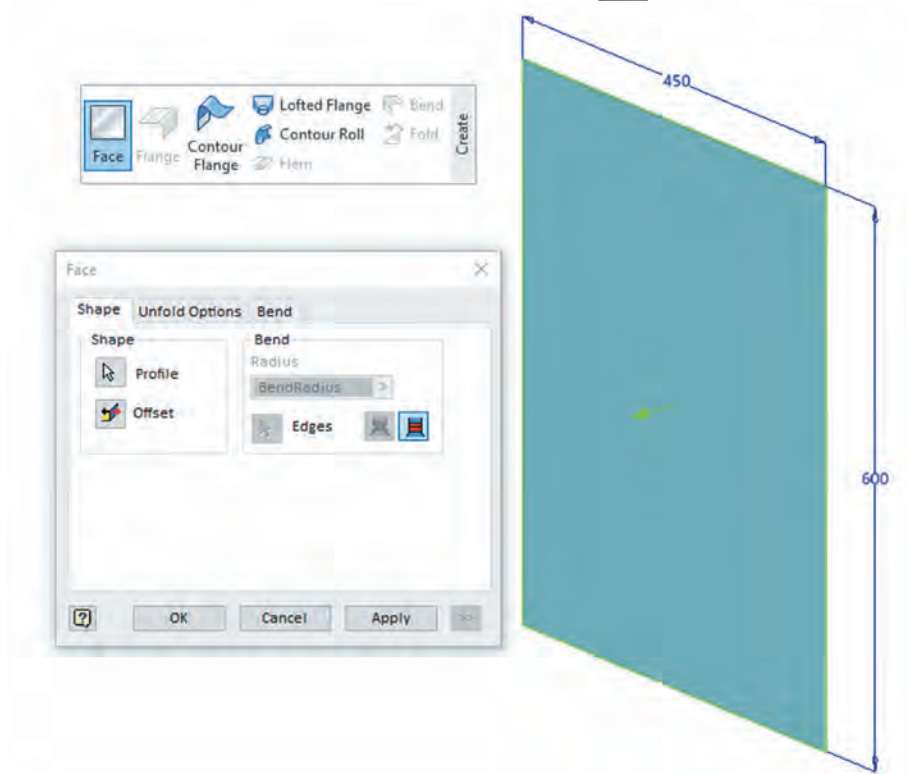 Face
Flange
Contour
Flange
Lofted Flange
Contour Roll
Hem
Bend
Fold
Create
Face
Shape
Unfold Options
Bend
Shape
Profile
Offset
Bend
Radius
BendRadius
>
Edges
?
OK
Cancel
Apply
>>
450
600